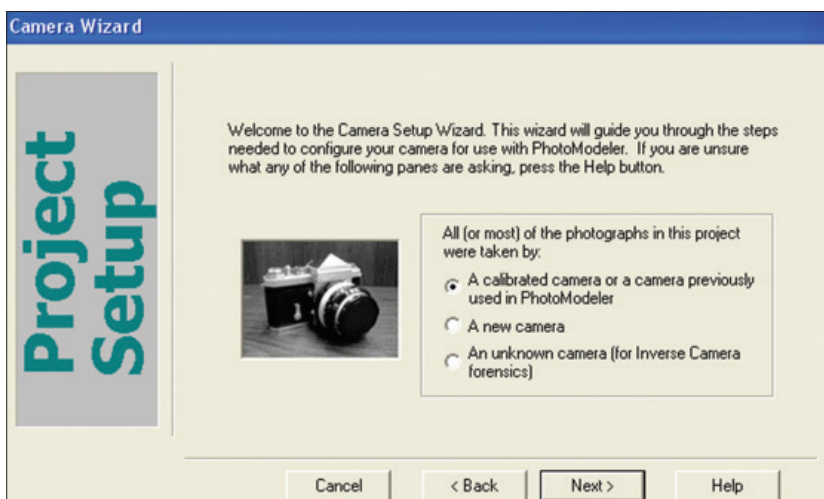 Camera Wizard
Project
Setup
Welcome to the Camera Setup Wizard. This wizard will guide you through the steps
needed to configure your camera for use with PhotoModeler. If you are unsure
what any of the following panes are asking, press the Help button.
All (or most) of the photographs in this project
were taken by:
A calibrated camera or a camera previously
used in PhotoModeler
A new camera
An unknown camera (for Inverse Camera
forensics)
Cancel
< Back
Next >
Help